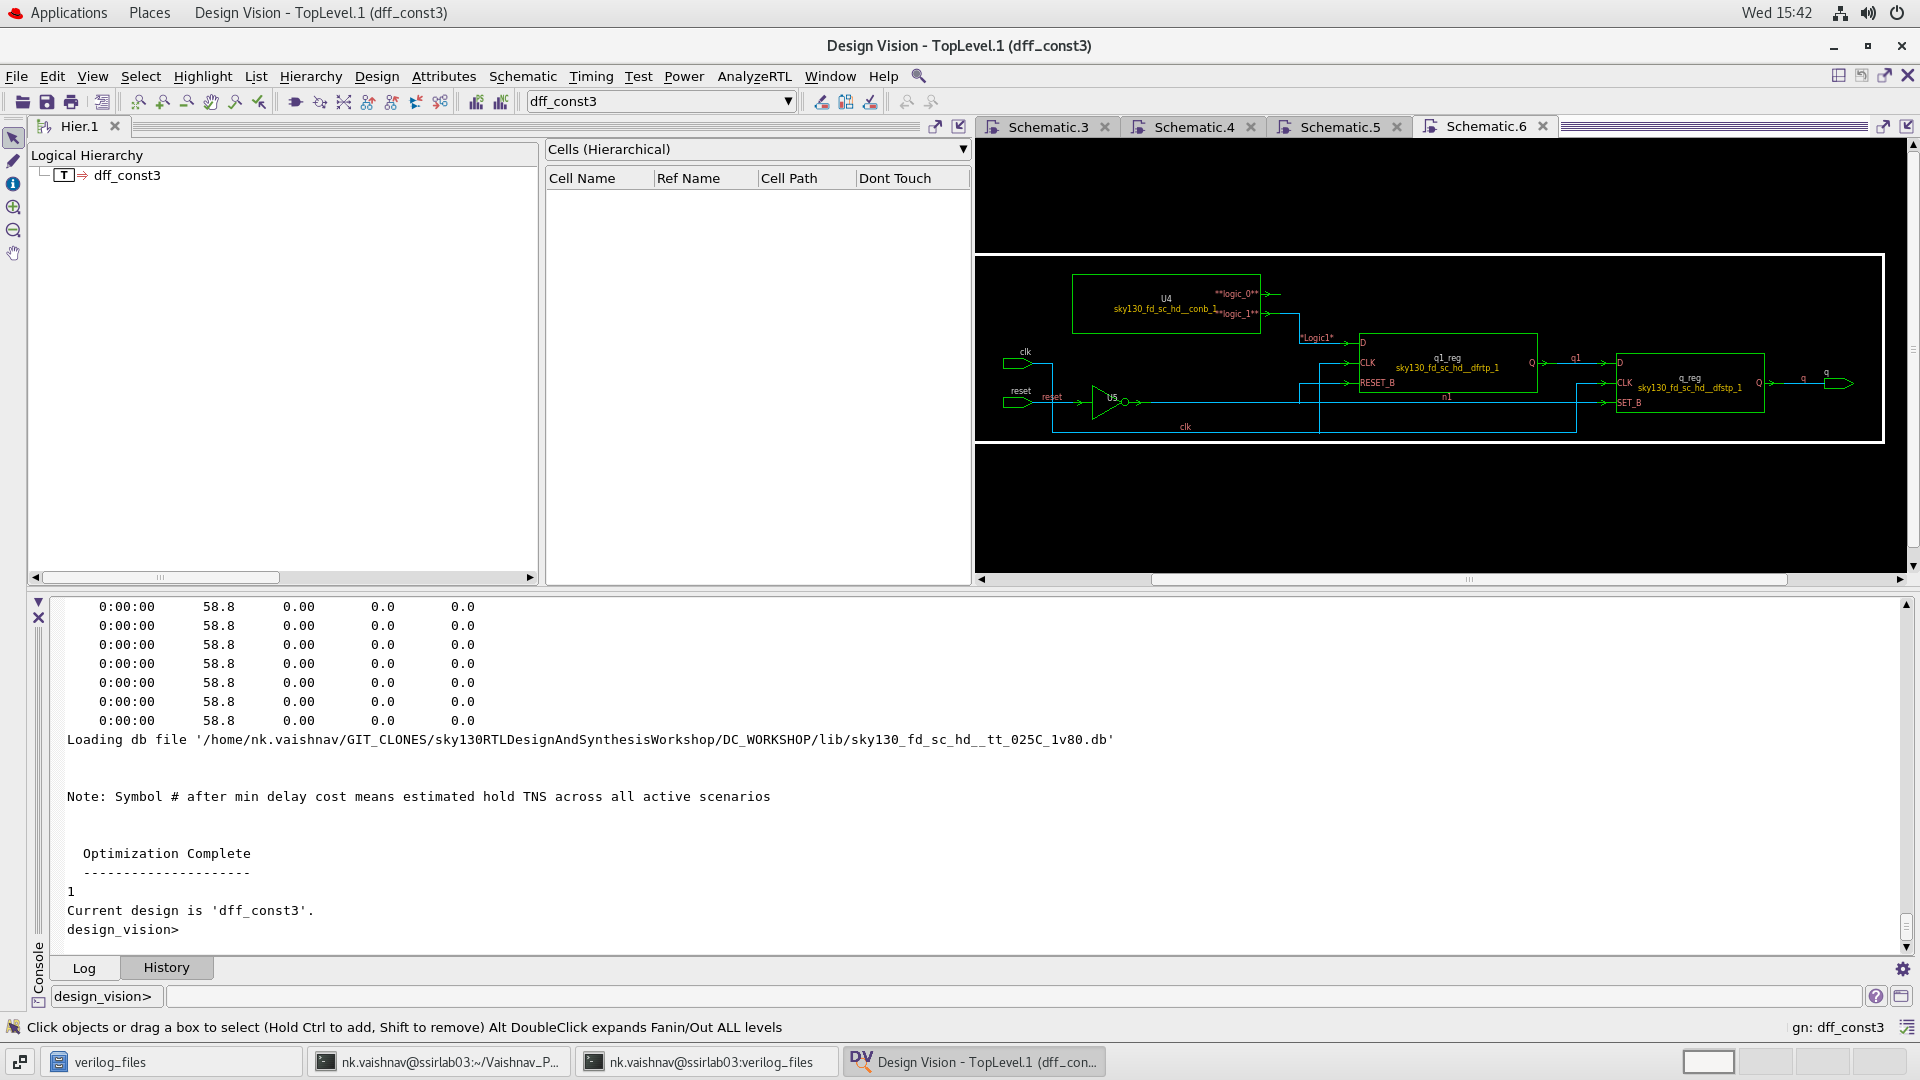 Applications Places Design Vision - TopLevel.1 (dff_const3) Wed 15:42
Design Vision - TopLevel.1 (dff_const3)
File Edit View Select Highlight List Hierarchy Design Attributes Schematic Timing Test Power AnalyzeRTL Window Help
dff_const3
Hier.1
Schematic.3 Schematic.4 Schematic.5 Schematic.6
Logical Hierarchy
T dff_const3
Cells (Hierarchical)
Cell Name Ref Name Cell Path Dont Touch
U4
sky130_fd_sc_hd__conb_1
**logic_0**
**logic_1**
*Logic1*
clk
reset
reset
U5
clk
D
CLK
RESET_B
q1_reg
sky130_fd_sc_hd__dfrtp_1
Q
q1
n1
D
CLK
SET_B
q_reg
sky130_fd_sc_hd__dfstp_1
Q
q
q
0:00:00 58.8 0.00 0.0 0.0
0:00:00 58.8 0.00 0.0 0.0
0:00:00 58.8 0.00 0.0 0.0
0:00:00 58.8 0.00 0.0 0.0
0:00:00 58.8 0.00 0.0 0.0
0:00:00 58.8 0.00 0.0 0.0
0:00:00 58.8 0.00 0.0 0.0
Loading db file '/home/nk.vaishnav/GIT_CLONES/sky130RTLDesignAndSynthesisWorkshop/DC_WORKSHOP/lib/sky130_fd_sc_hd__tt_025C_1v80.db'
Note: Symbol # after min delay cost means estimated hold TNS across all active scenarios
Optimization Complete
---------------------
1
Current design is 'dff_const3'.
design_vision>
Console
Log History
design_vision>
Click objects or drag a box to select (Hold Ctrl to add, Shift to remove) Alt DoubleClick expands Fanin/Out ALL levels
gn: dff_const3
verilog_files
nk.vaishnav@ssirlab03:~/Vaishnav_P...
nk.vaishnav@ssirlab03:verilog_files
DV Design Vision - TopLevel.1 (dff_con...